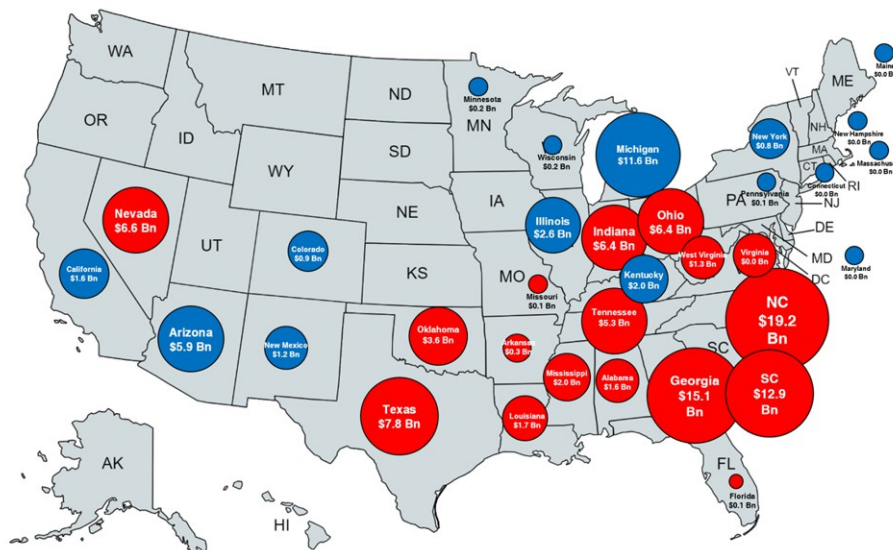 WA
MT
ND
MN
OR
ID
WY
SD
NE
IA
UT
KS
MO
VT
ME
NH
MA
CT
RI
PA
NJ
DE
MD
DC
SC
FL
AK
HI
Maine
$0.0 Bn
Minnesota
$0.2 Bn
Wisconsin
$0.2 Bn
Michigan
$11.6 Bn
New York
$0.8 Bn
New Hampshire
$0.0 Bn
Massachus
$0.0 Bn
Connecticut
$0.0 Bn
Pennsylvania
$0.1 Bn
Nevada
$6.6 Bn
California
$1.6 Bn
Colorado
$0.9 Bn
Illinois
$2.6 Bn
Indiana
$6.4 Bn
Ohio
$6.4 Bn
West Virginia
$1.3 Bn
Virginia
$0.0 Bn
Maryland
$0.0 Bn
Kentucky
$2.0 Bn
Missouri
$0.1 Bn
Arizona
$5.9 Bn
New Mexico
$1.2 Bn
Oklahoma
$3.6 Bn
Arkansas
$0.3 Bn
Tennessee
$5.3 Bn
NC
$19.2
Bn
Mississippi
$2.0 Bn
Alabama
$1.6 Bn
Georgia
$15.1
Bn
SC
$12.9
Bn
Texas
$7.8 Bn
Louisiana
$1.7 Bn
Florida
$0.1 Bn